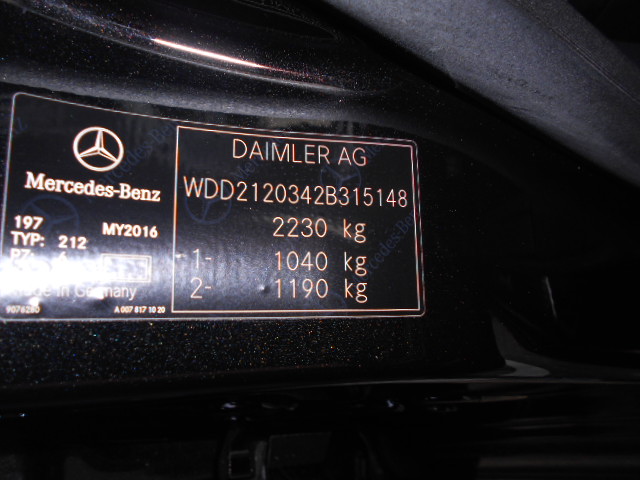 Mercedes-Benz
197 MY2016
TYP: 212
Made in Germany
9076280 A 007 817 10 20
DAIMLER AG
WDD2120342B315148
2230 kg
1- 1040 kg
2- 1190 kg